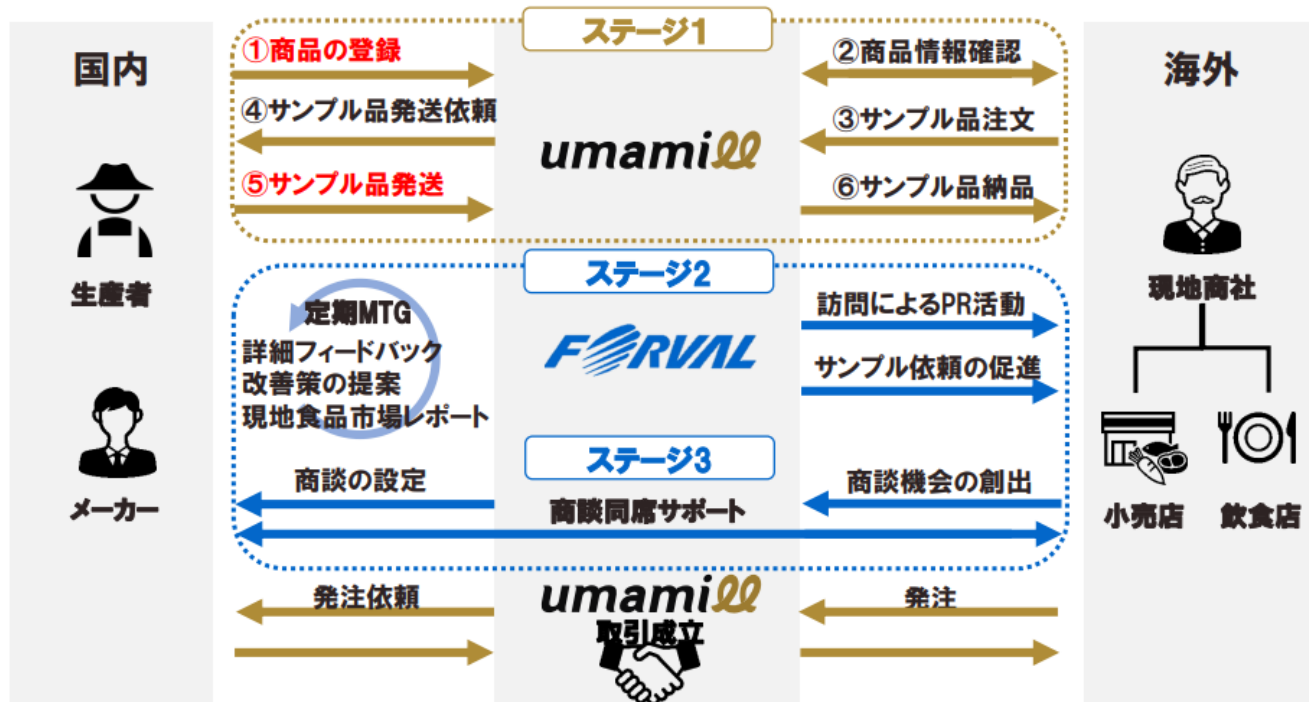 国内
生産者
メーカー
ステージ1
①商品の登録
②商品情報確認
④サンプル品発送依頼
③サンプル品注文
umamill
⑤サンプル品発送
⑥サンプル品納品
ステージ2
定期MTG
詳細フィードバック
改善策の提案
現地食品市場レポート
FORVAL
訪問によるPR活動
サンプル依頼の促進
ステージ3
商談の設定
商談機会の創出
商談同席サポート
umamill
発注依頼
発注
取引成立
海外
現地商社
小売店
飲食店